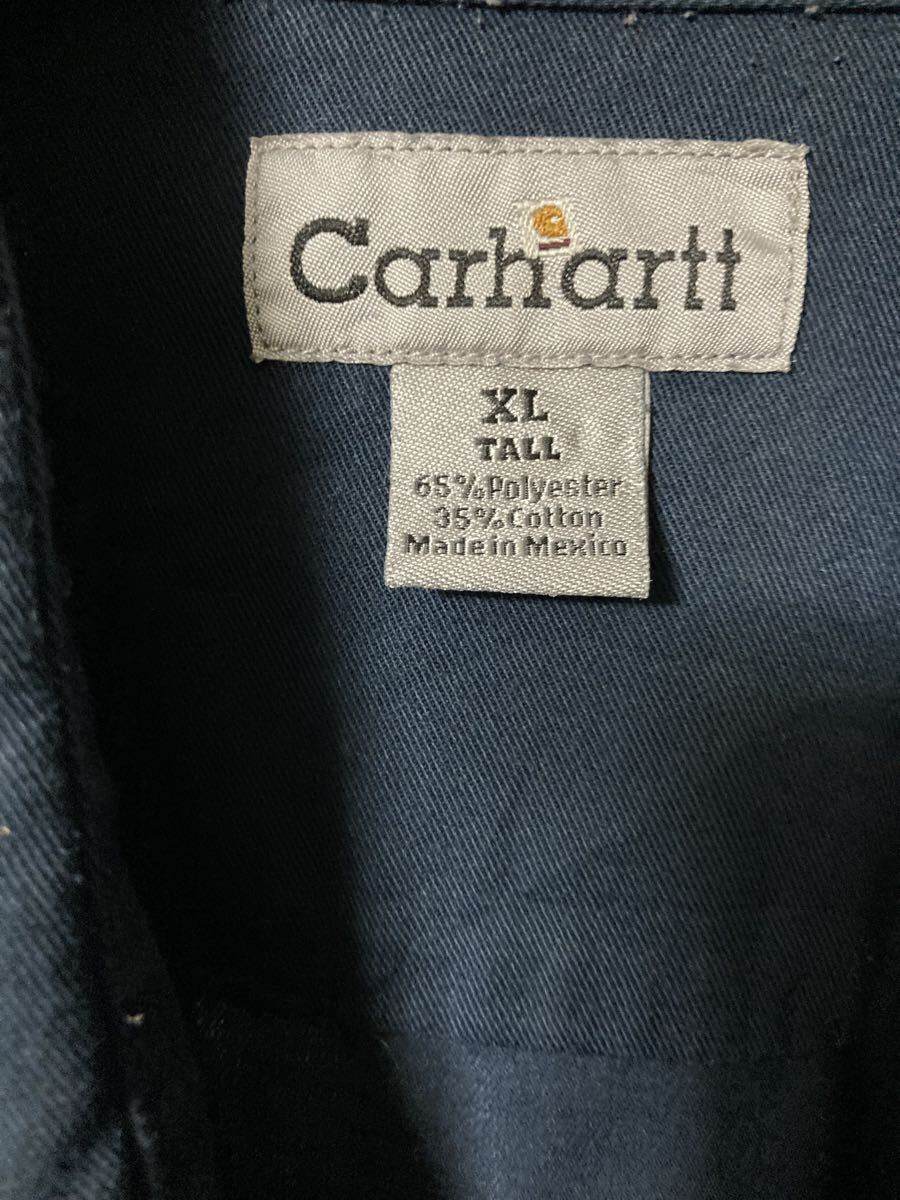 Carhartt
XL
TALL
65%Polyester
35%Cotton
Made in Mexico